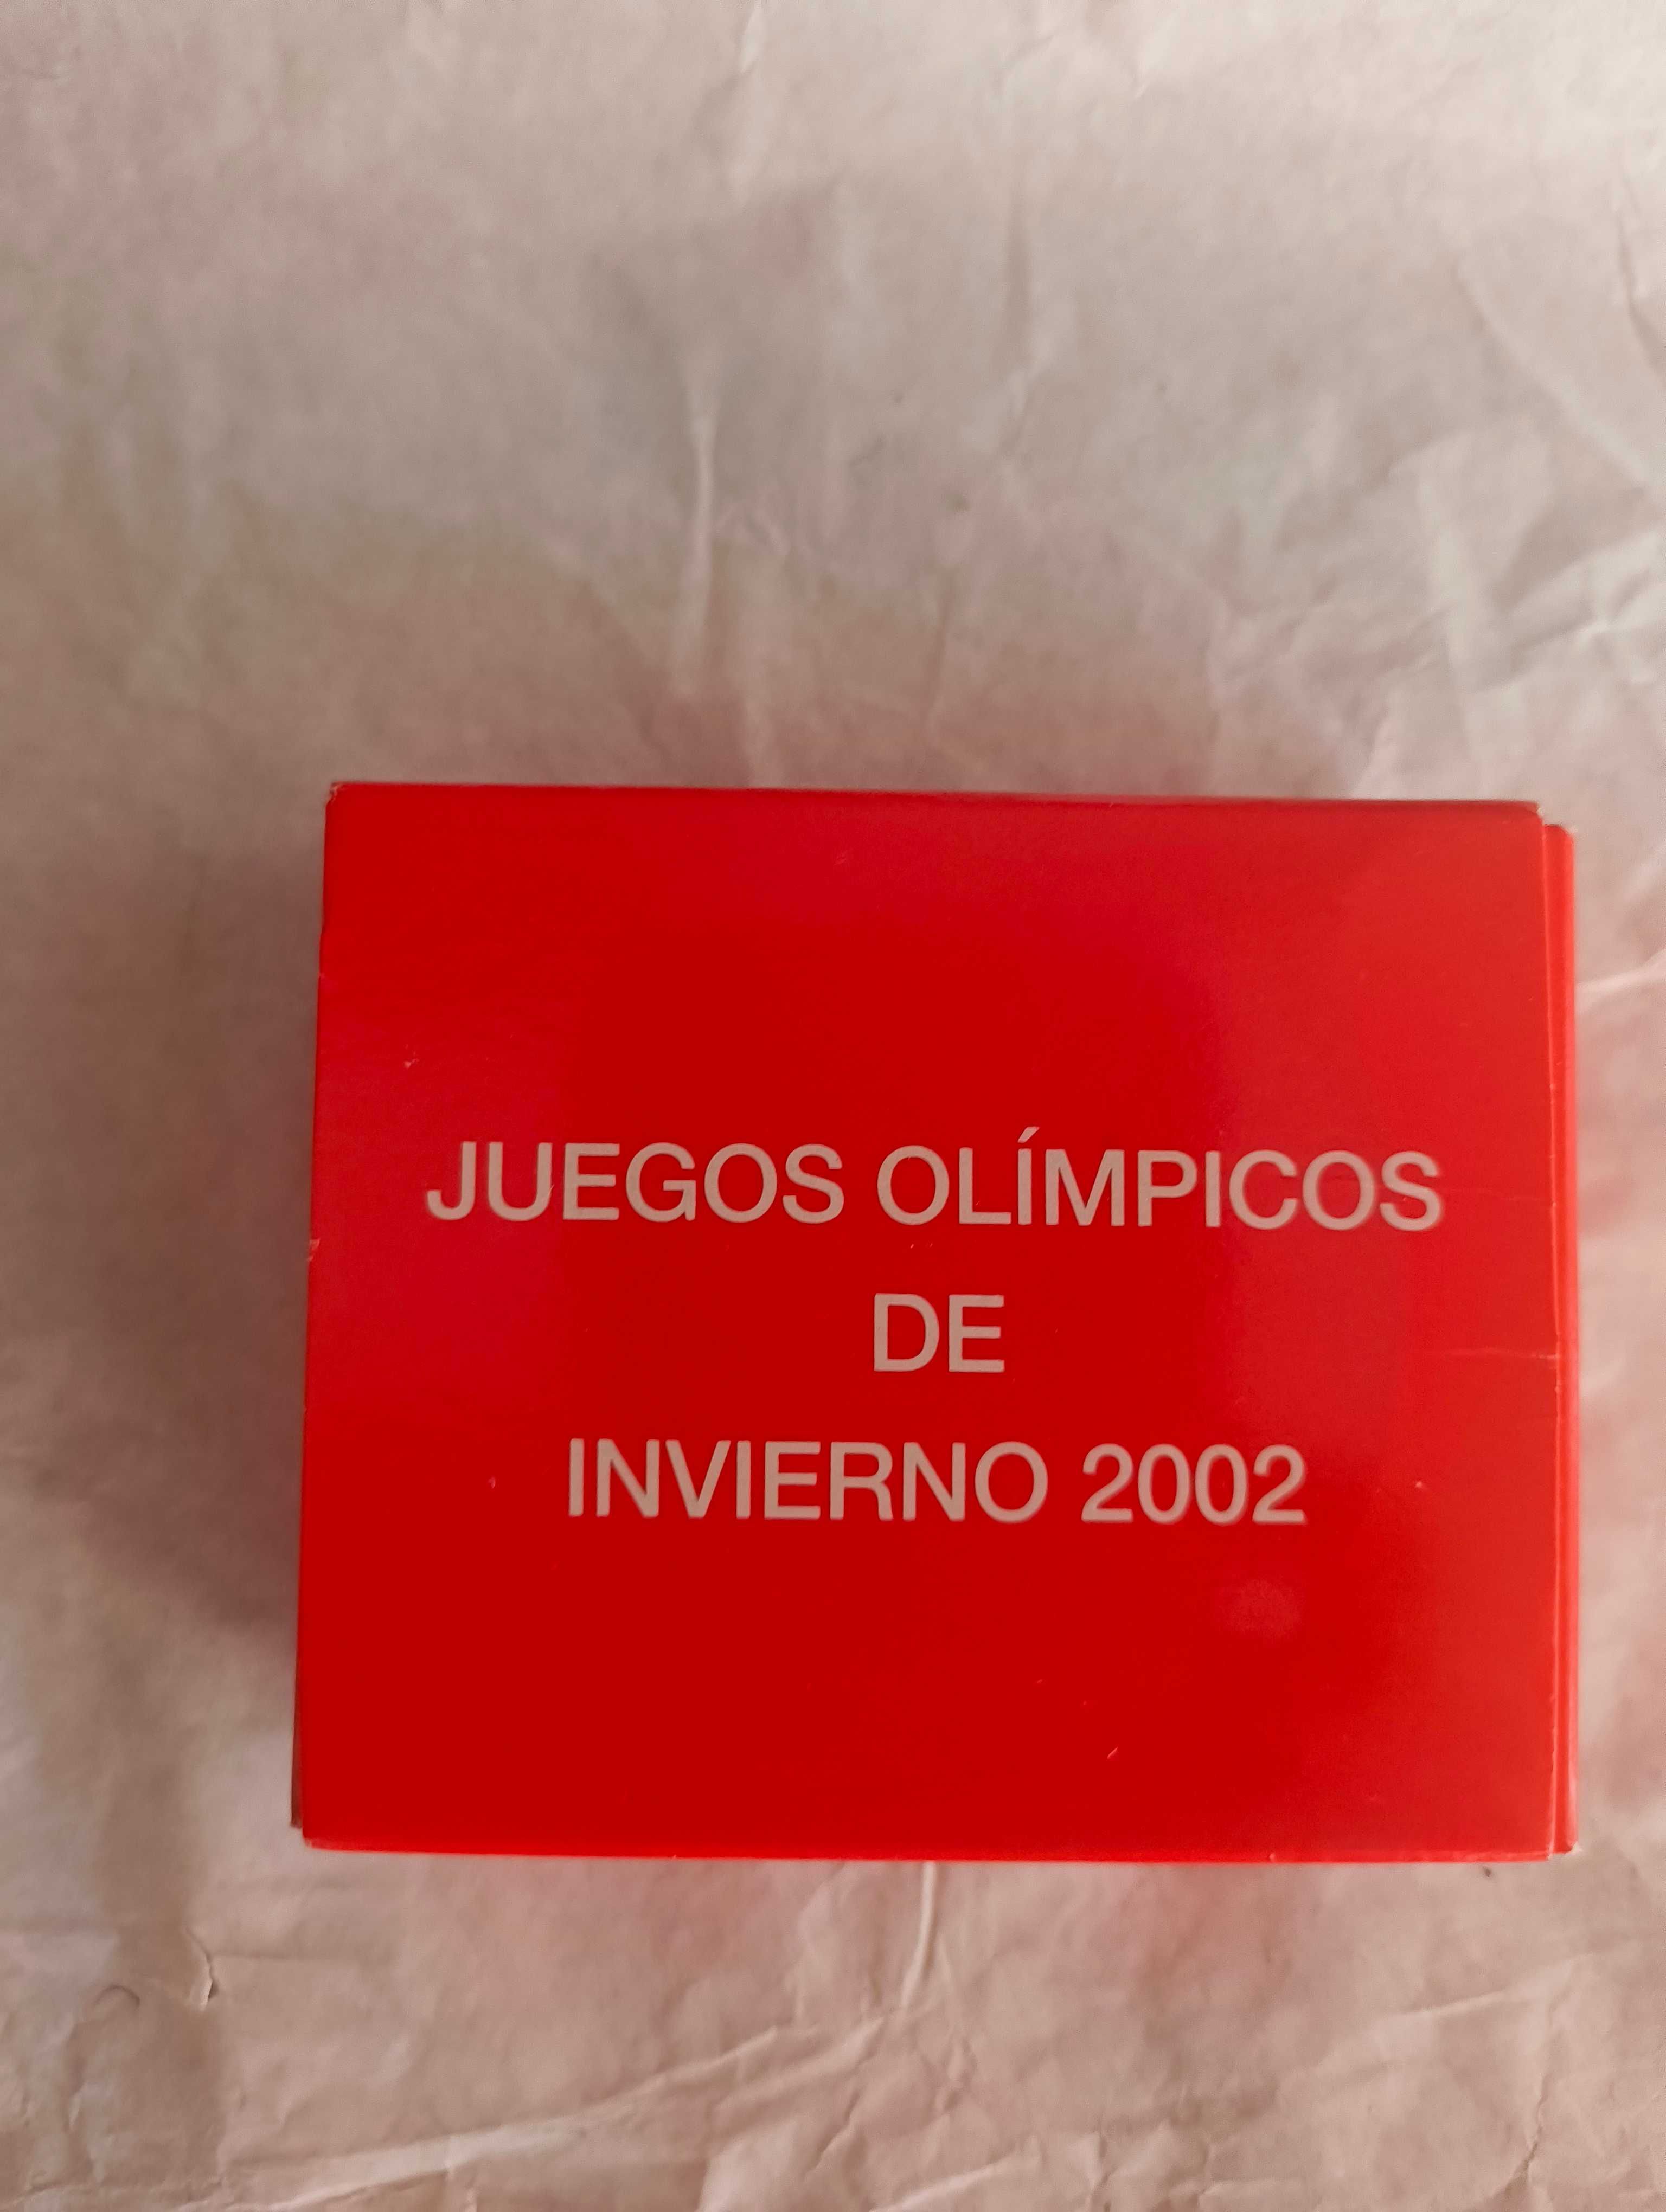 JUEGOS OLÍMPICOS
DE
INVIERNO 2002